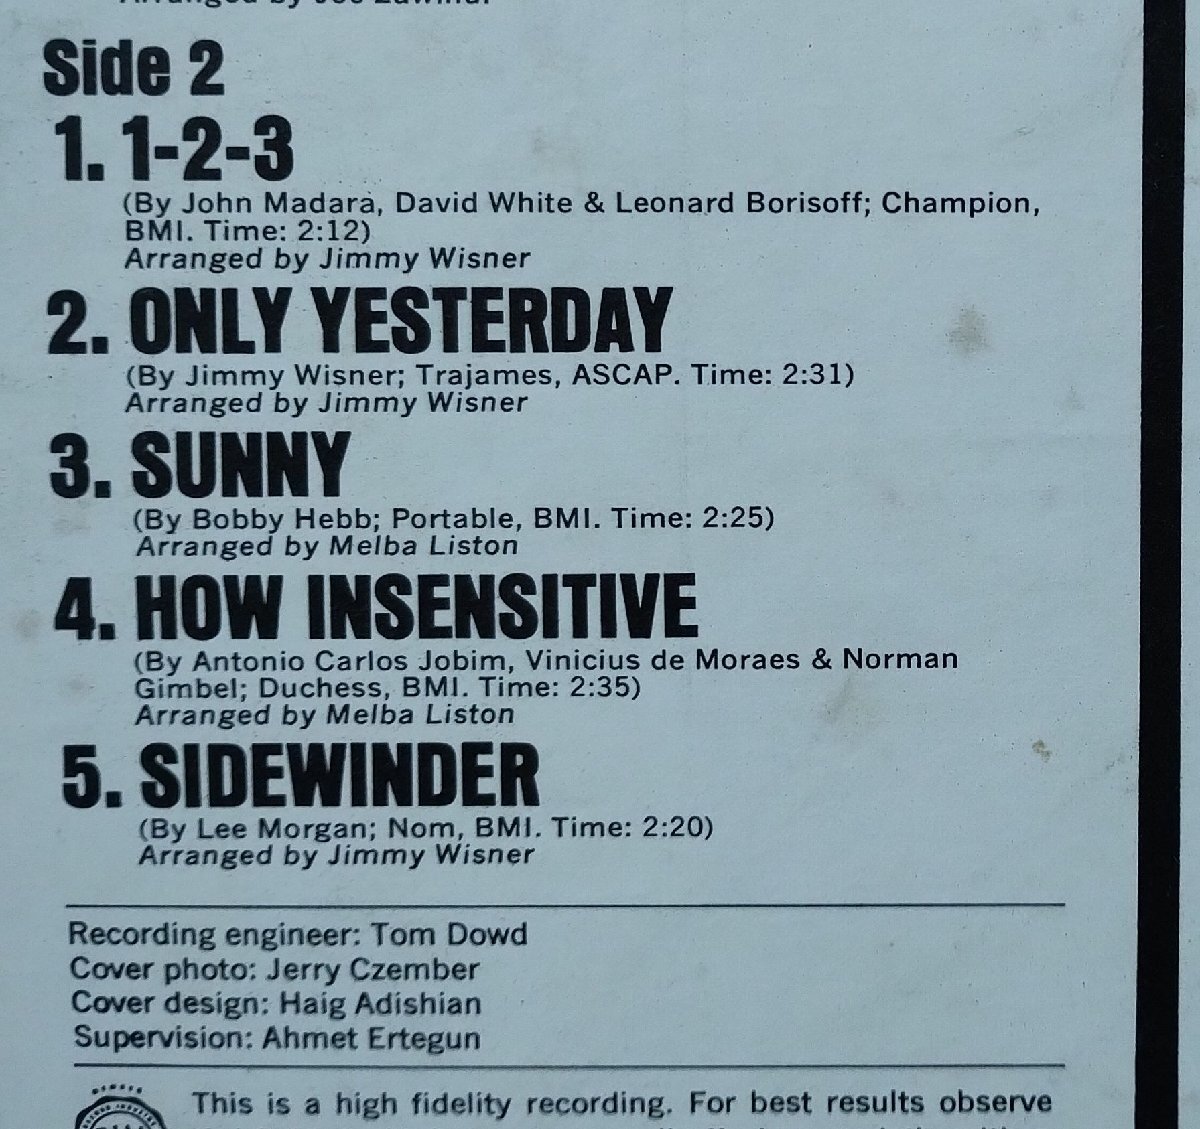 Side 2
1. 1-2-3
(By John Madara, David White & Leonard Borisoff; Champion,
BMI. Time: 2:12)
Arranged by Jimmy Wisner
2. ONLY YESTERDAY
(By Jimmy Wisner; Trajames, ASCAP. Time: 2:31)
Arranged by Jimmy Wisner
3. SUNNY
(By Bobby Hebb; Portable, BMI. Time: 2:25)
Arranged by Melba Liston
4. HOW INSENSITIVE
(By Antonio Carlos Jobim, Vinicius de Moraes & Norman
Gimbel; Duchess, BMI. Time: 2:35)
Arranged by Melba Liston
5. SIDEWINDER
(By Lee Morgan; Nom, BMI. Time: 2:20)
Arranged by Jimmy Wisner
Recording engineer: Tom Dowd
Cover photo: Jerry Czember
Cover design: Haig Adishian
Supervision: Ahmet Ertegun
This is a high fidelity recording. For best results observe